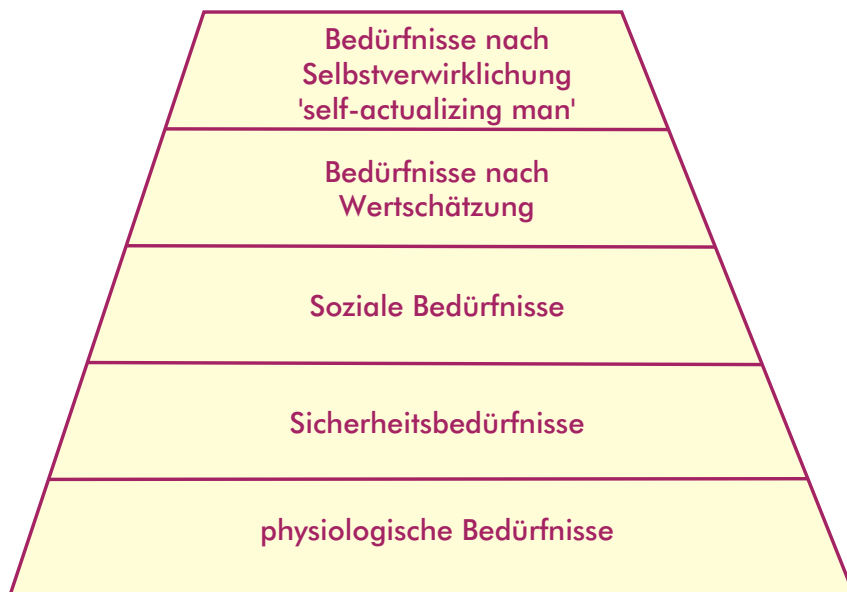 Bedürfnisse nach
Selbstverwirklichung
'self-actualizing man'
Bedürfnisse nach
Wertschätzung
Soziale Bedürfnisse
Sicherheitsbedürfnisse
physiologische Bedürfnisse